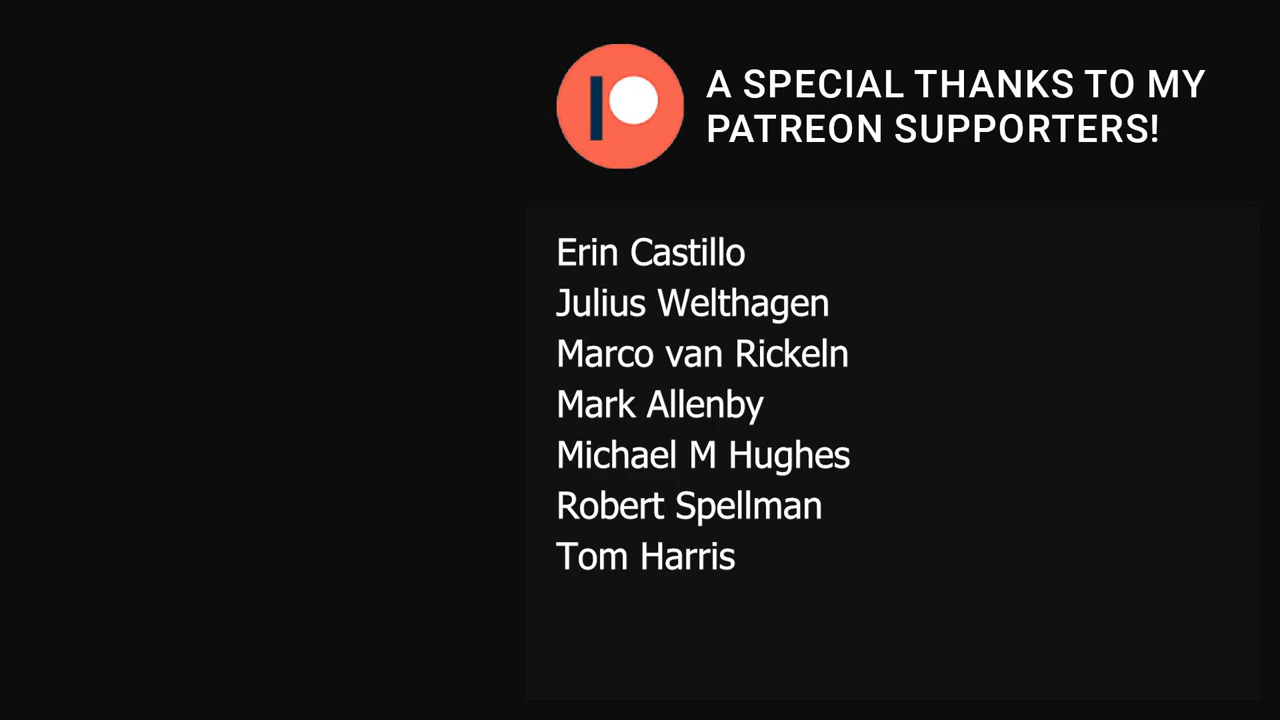 A SPECIAL THANKS TO MY
PATREON SUPPORTERS!
Erin Castillo
Julius Welthagen
Marco van Rickeln
Mark Allenby
Michael M Hughes
Robert Spellman
Tom Harris